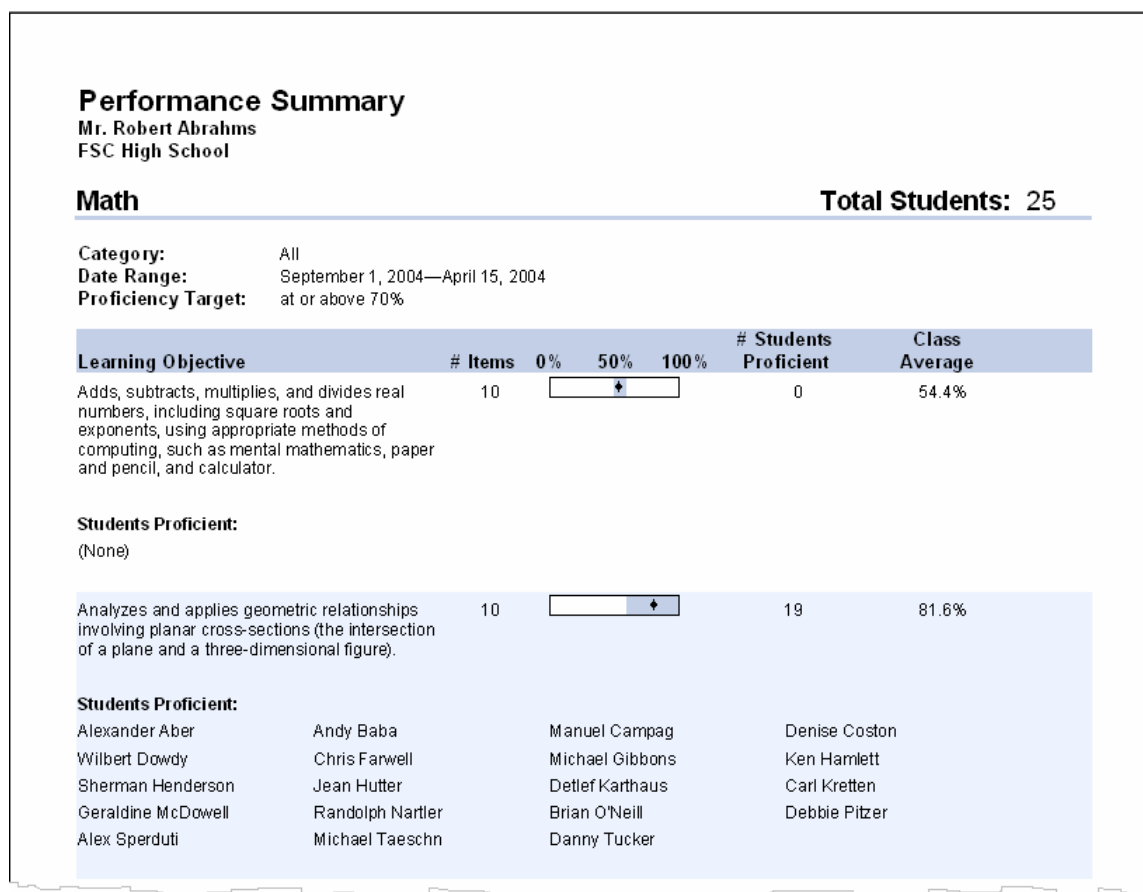 Performance Summary
Mr. Robert Abrahms
FSC High School
Math Total Students: 25
Category: All
Date Range: September 1, 2004—April 15, 2004
Proficiency Target: at or above 70%
# Students Class
Learning Objective # Items 0% 50% 100% Proficient Average
Adds, subtracts, multiplies, and divides real 10 0 54.4%
numbers, including square roots and
exponents, using appropriate methods of
computing, such as mental mathematics, paper
and pencil, and calculator.
Students Proficient:
(None)
Analyzes and applies geometric relationships 10 19 81.6%
involving planar cross-sections (the intersection
of a plane and a three-dimensional figure).
Students Proficient:
Alexander Aber Andy Baba Manuel Campag Denise Coston
Wilbert Dowdy Chris Farwell Michael Gibbons Ken Hamlett
Sherman Henderson Jean Hutter Detlef Karthaus Carl Kretten
Geraldine McDowell Randolph Nartler Brian O'Neill Debbie Pitzer
Alex Sperduti Michael Taeschn Danny Tucker